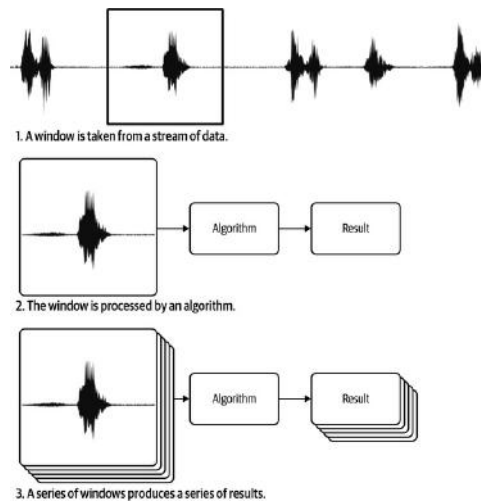 1. A window is taken from a stream of data.
Algorithm
Result
2. The window is processed by an algorithm.
Algorithm
Result
3. A series of windows produces a series of results.